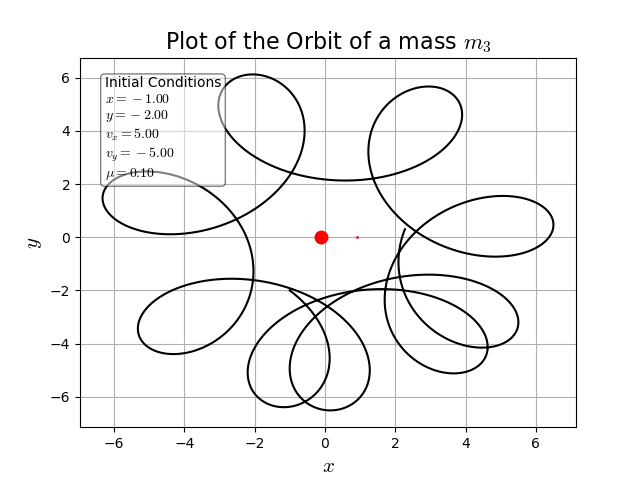 Plot of the Orbit of a mass m₃
Initial Conditions
x = −1.00
y = −2.00
vₓ = 5.00
v_y = −5.00
μ = 0.10
6
4
2
0
−2
−4
−6
y
−6 −4 −2 0 2 4 6
x